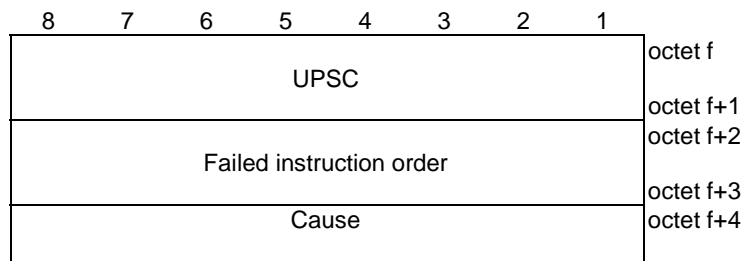 8 7 6 5 4 3 2 1
octet f
UPSC
octet f+1
octet f+2
Failed instruction order
octet f+3
Cause octet f+4